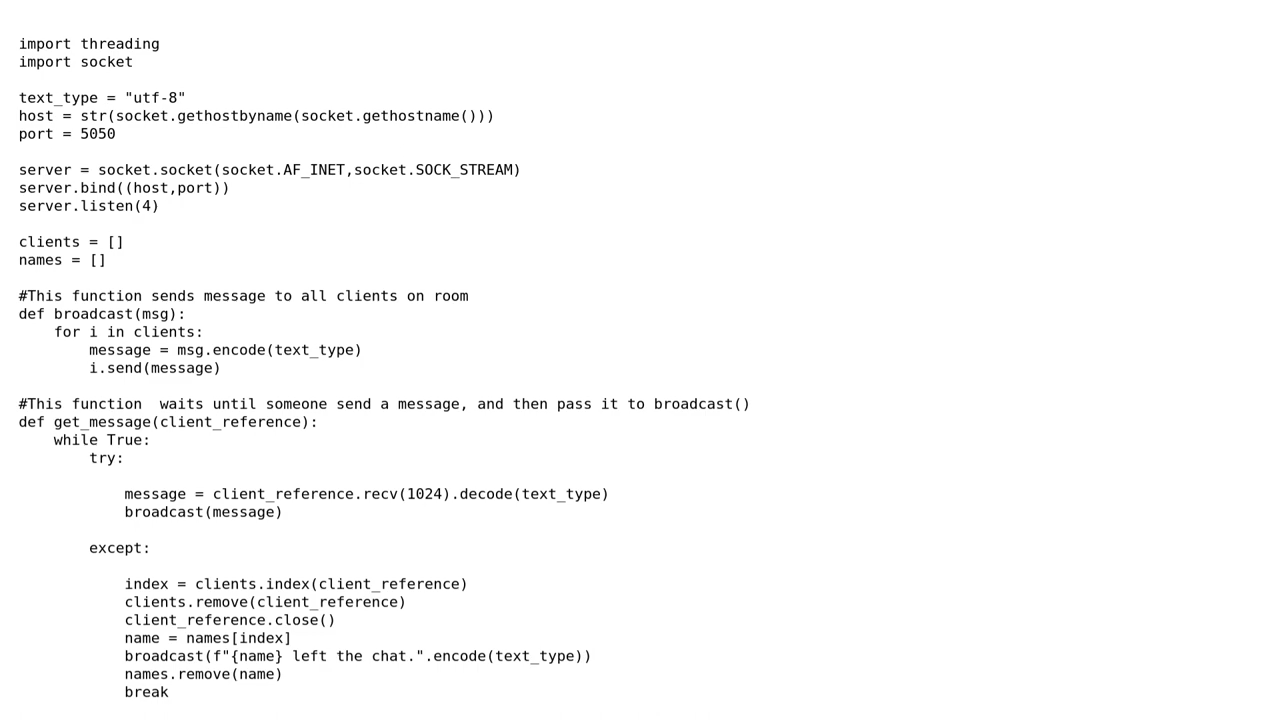 import threading
import socket
text_type = "utf-8"
host = str(socket.gethostbyname(socket.gethostname()))
port = 5050
server = socket.socket(socket.AF_INET,socket.SOCK_STREAM)
server.bind((host,port))
server.listen(4)
clients = []
names = []
#This function sends message to all clients on room
def broadcast(msg):
    for i in clients:
        message = msg.encode(text_type)
        i.send(message)
#This function  waits until someone send a message, and then pass it to broadcast()
def get_message(client_reference):
    while True:
        try:
            message = client_reference.recv(1024).decode(text_type)
            broadcast(message)
        except:
            index = clients.index(client_reference)
            clients.remove(client_reference)
            client_reference.close()
            name = names[index]
            broadcast(f"{name} left the chat.".encode(text_type))
            names.remove(name)
            break